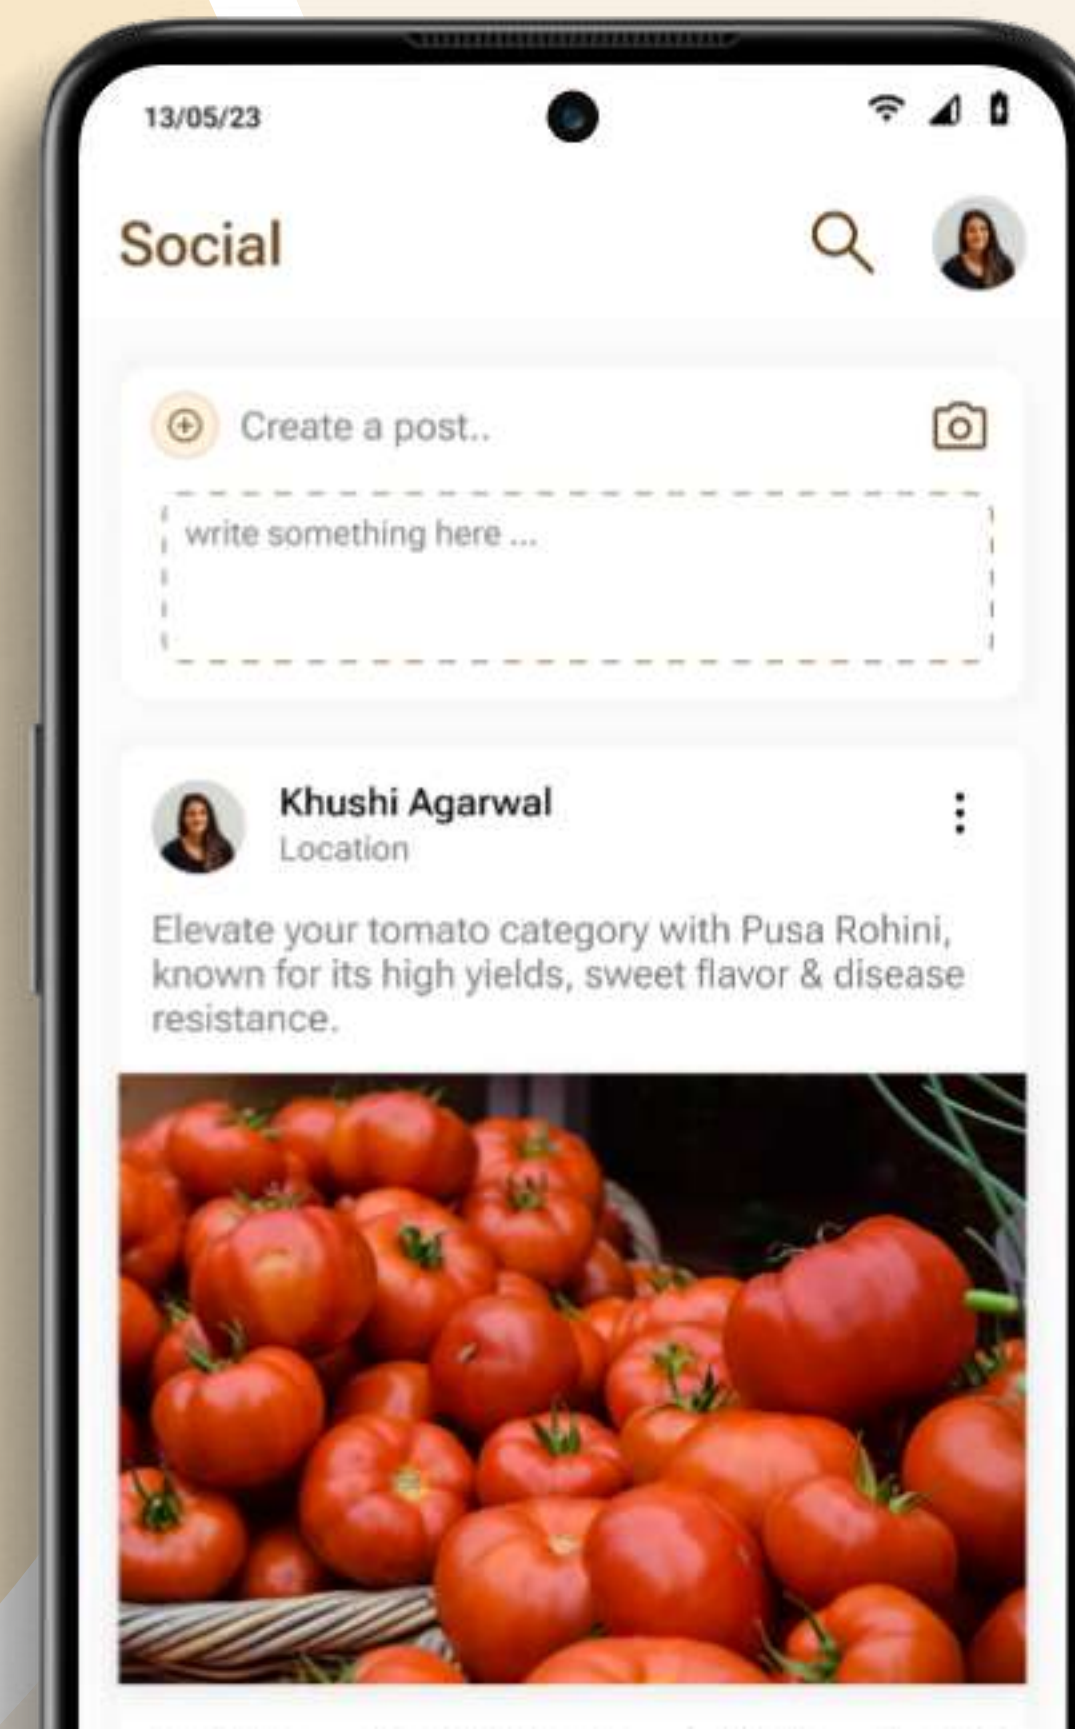 13/05/23
Social
Create a post..
write something here ...
Khushi Agarwal
Location
Elevate your tomato category with Pusa Rohini,
known for its high yields, sweet flavor & disease
resistance.